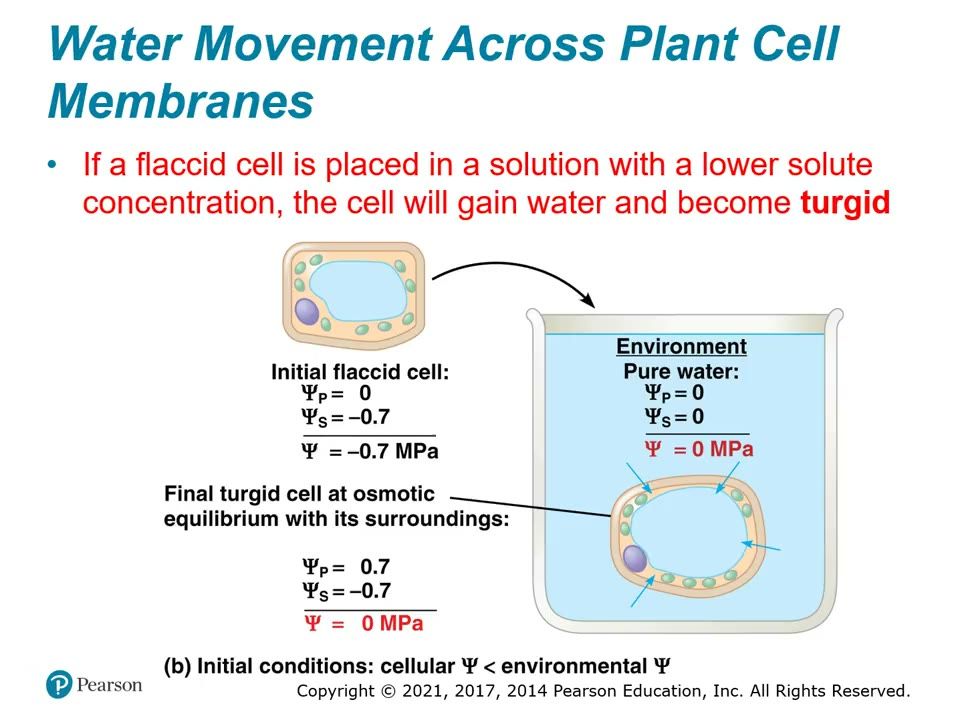 Water Movement Across Plant Cell
Membranes
• If a flaccid cell is placed in a solution with a lower solute
concentration, the cell will gain water and become turgid
Initial flaccid cell:
ΨP = 0
ΨS = –0.7
Ψ = –0.7 MPa
Environment
Pure water:
ΨP = 0
ΨS = 0
Ψ = 0 MPa
Final turgid cell at osmotic
equilibrium with its surroundings:
ΨP = 0.7
ΨS = –0.7
Ψ = 0 MPa
(b) Initial conditions: cellular Ψ < environmental Ψ
P Pearson
Copyright © 2021, 2017, 2014 Pearson Education, Inc. All Rights Reserved.